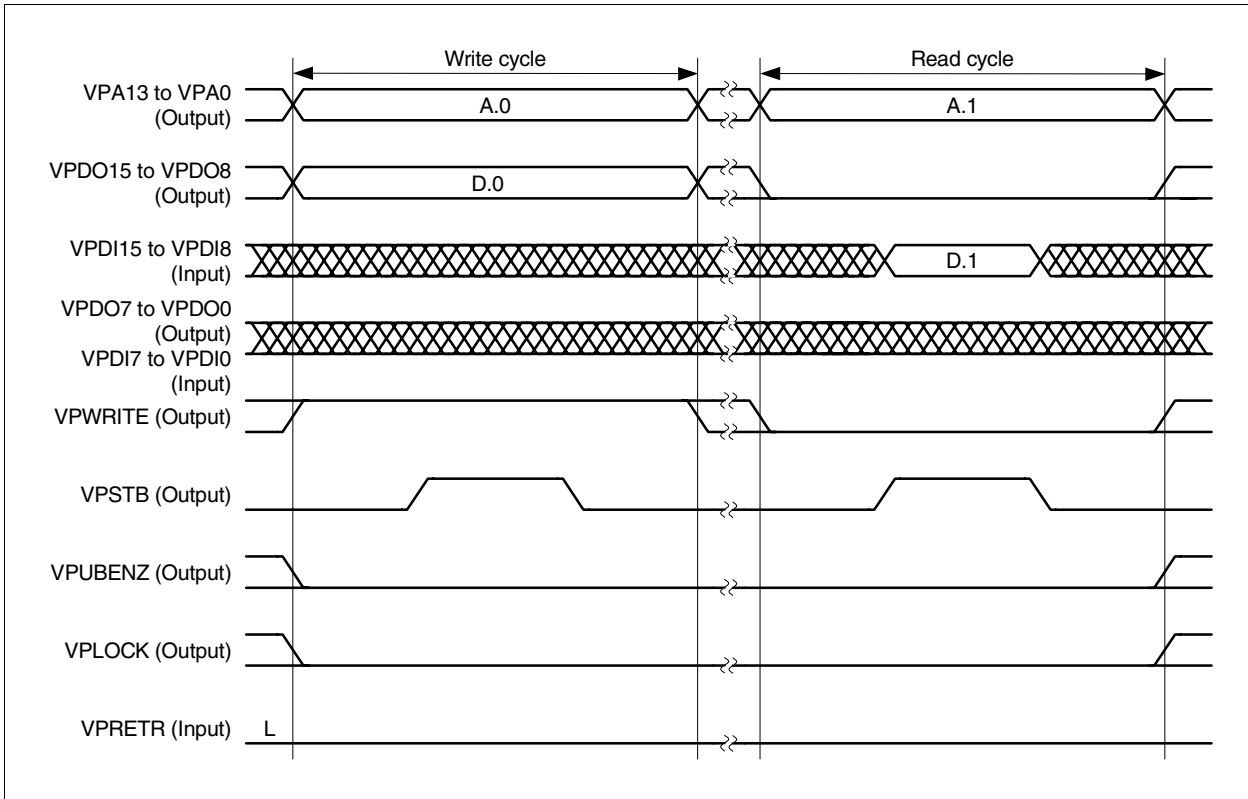 Write cycle
Read cycle
VPA13 to VPA0
(Output)
A.0
A.1
VPDO15 to VPDO8
(Output)
D.0
VPDI15 to VPDI8
(Input)
D.1
VPDO7 to VPDO0
(Output)
VPDI7 to VPDI0
(Input)
VPWRITE (Output)
VPSTB (Output)
VPUBENZ (Output)
VPLOCK (Output)
VPRETR (Input)
L